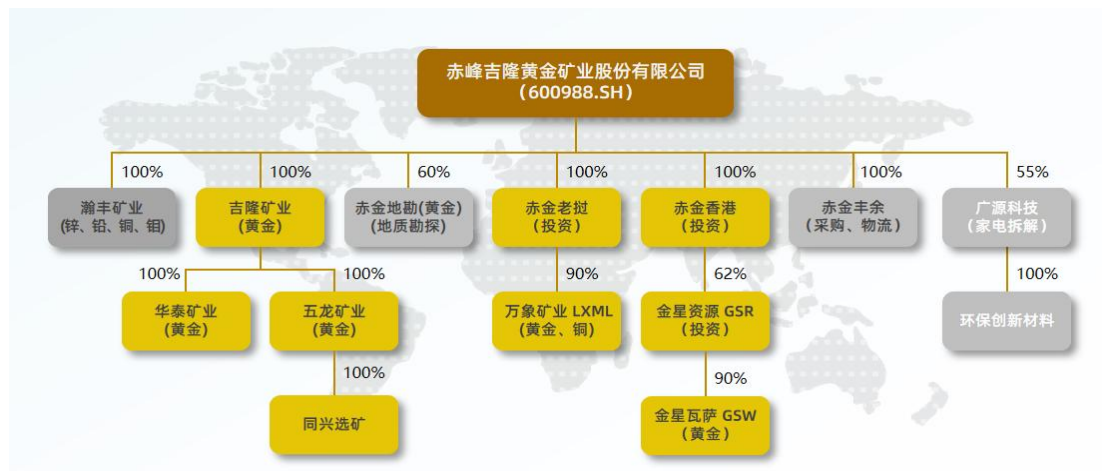 赤峰吉隆黄金矿业股份有限公司
（600988.SH）
100%
100%
60%
100%
100%
100%
55%
瀚丰矿业
(锌、铅、铜、钼)
吉隆矿业
(黄金)
赤金地勘(黄金)
(地质勘探)
赤金老挝
(投资)
赤金香港
(投资)
赤金丰余
(采购、物流)
广源科技
（家电拆解）
100%
100%
90%
62%
100%
华泰矿业
(黄金)
五龙矿业
(黄金)
万象矿业 LXML
(黄金、铜)
金星资源 GSR
(投资)
环保创新材料
100%
90%
同兴选矿
金星瓦萨 GSW
（黄金）